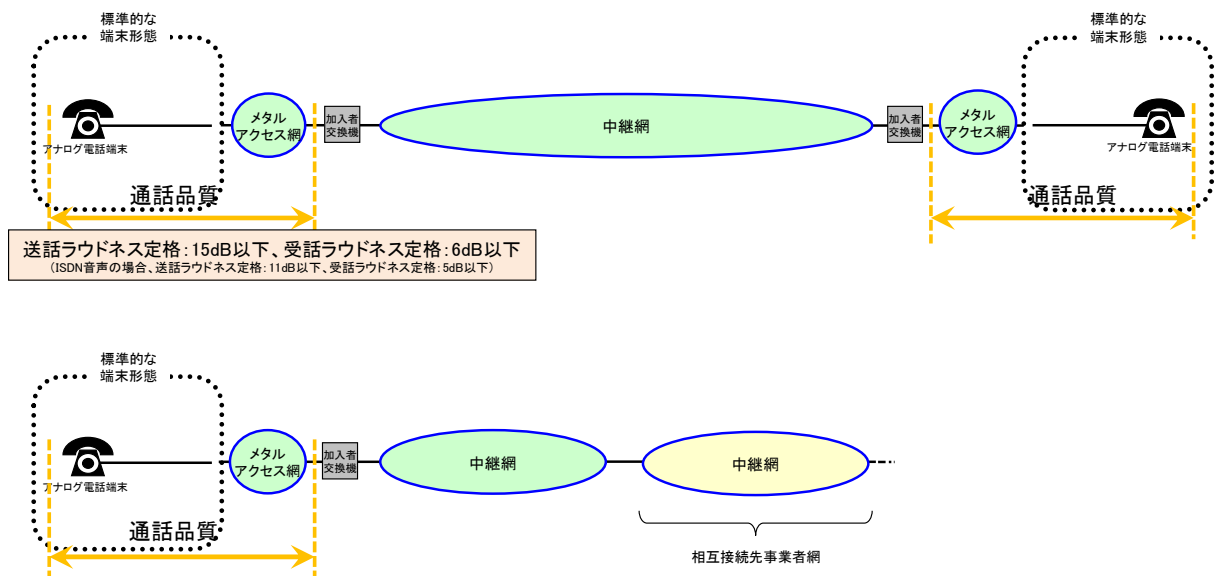 標準的な
端末形態
標準的な
端末形態
メタル
アクセス網
加入者
交換機
中継網
加入者
交換機
メタル
アクセス網
アナログ電話端末
アナログ電話端末
通話品質
通話品質
送話ラウドネス定格:15dB以下、受話ラウドネス定格:6dB以下
(ISDN音声の場合、送話ラウドネス定格:11dB以下、受話ラウドネス定格:5dB以下)
標準的な
端末形態
メタル
アクセス網
加入者
交換機
中継網
中継網
アナログ電話端末
通話品質
相互接続先事業者網